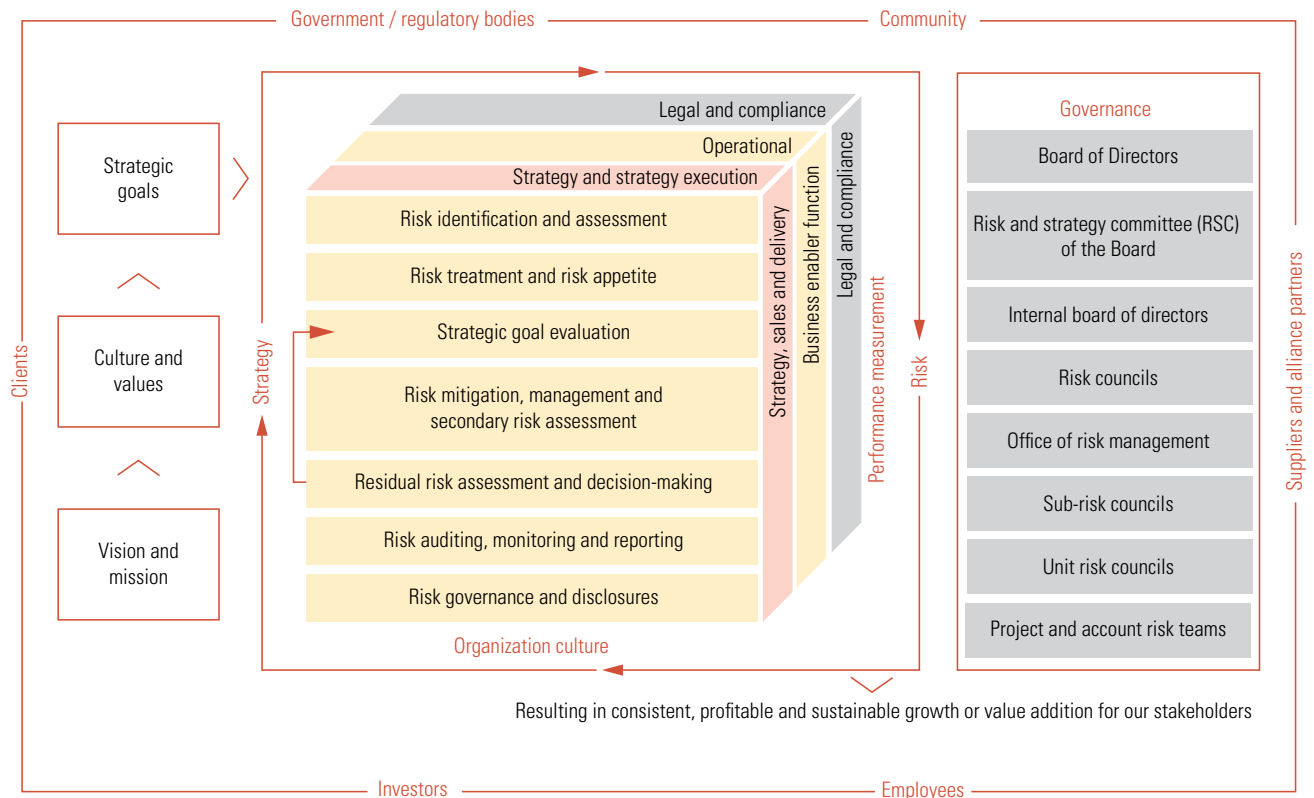 Government / regulatory bodies
Community
Clients
Strategic
goals
Culture and
values
Vision and
mission
Strategy
Legal and compliance
Operational
Strategy and strategy execution
Risk identification and assessment
Risk treatment and risk appetite
Strategic goal evaluation
Risk mitigation, management and
secondary risk assessment
Residual risk assessment and decision-making
Risk auditing, monitoring and reporting
Risk governance and disclosures
Strategy, sales and delivery
Business enabler function
Legal and compliance
Performance measurement
Risk
Organization culture
Governance
Board of Directors
Risk and strategy committee (RSC)
of the Board
Internal board of directors
Risk councils
Office of risk management
Sub-risk councils
Unit risk councils
Project and account risk teams
Suppliers and alliance partners
Resulting in consistent, profitable and sustainable growth or value addition for our stakeholders
Investors
Employees